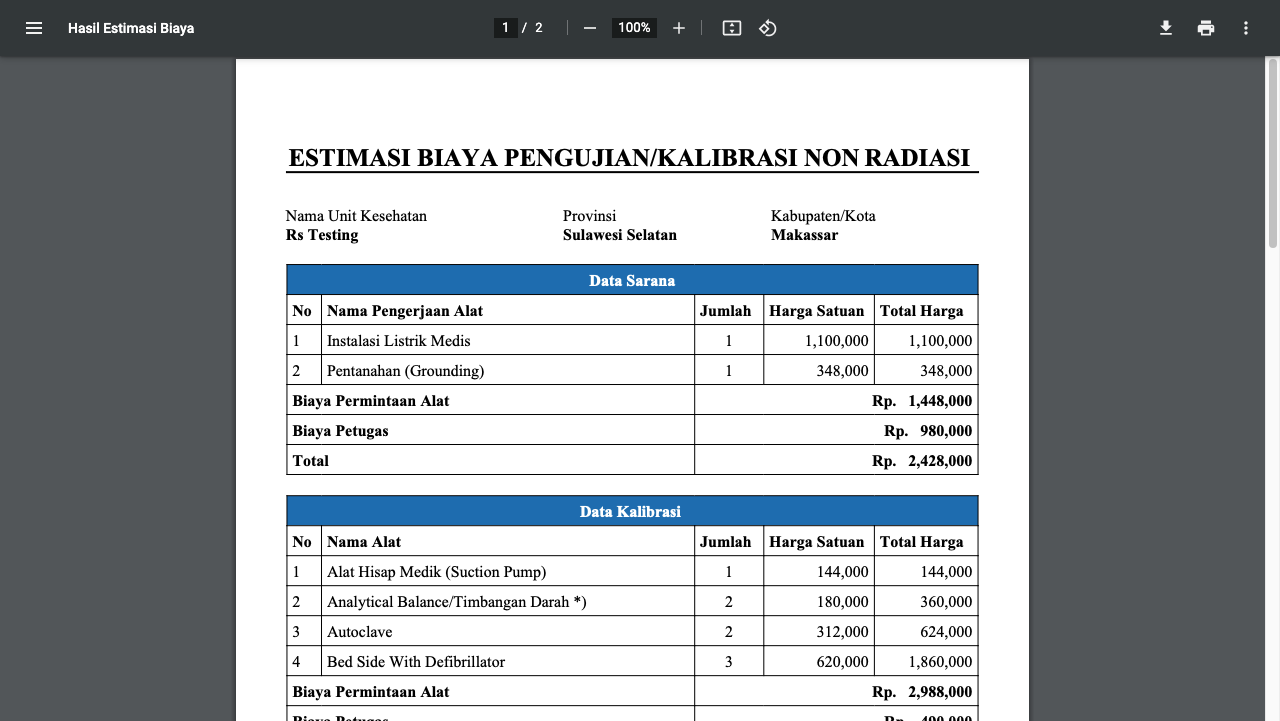 Hasil Estimasi Biaya 1 / 2 100%
ESTIMASI BIAYA PENGUJIAN/KALIBRASI NON RADIASI
Nama Unit Kesehatan Provinsi Kabupaten/Kota
Rs Testing Sulawesi Selatan Makassar
Data Sarana
No Nama Pengerjaan Alat Jumlah Harga Satuan Total Harga
1 Instalasi Listrik Medis 1 1,100,000 1,100,000
2 Pentanahan (Grounding) 1 348,000 348,000
Biaya Permintaan Alat Rp. 1,448,000
Biaya Petugas Rp. 980,000
Total Rp. 2,428,000
Data Kalibrasi
No Nama Alat Jumlah Harga Satuan Total Harga
1 Alat Hisap Medik (Suction Pump) 1 144,000 144,000
2 Analytical Balance/Timbangan Darah *) 2 180,000 360,000
3 Autoclave 2 312,000 624,000
4 Bed Side With Defibrillator 3 620,000 1,860,000
Biaya Permintaan Alat Rp. 2,988,000
Biaya Petugas Rp. 490,000